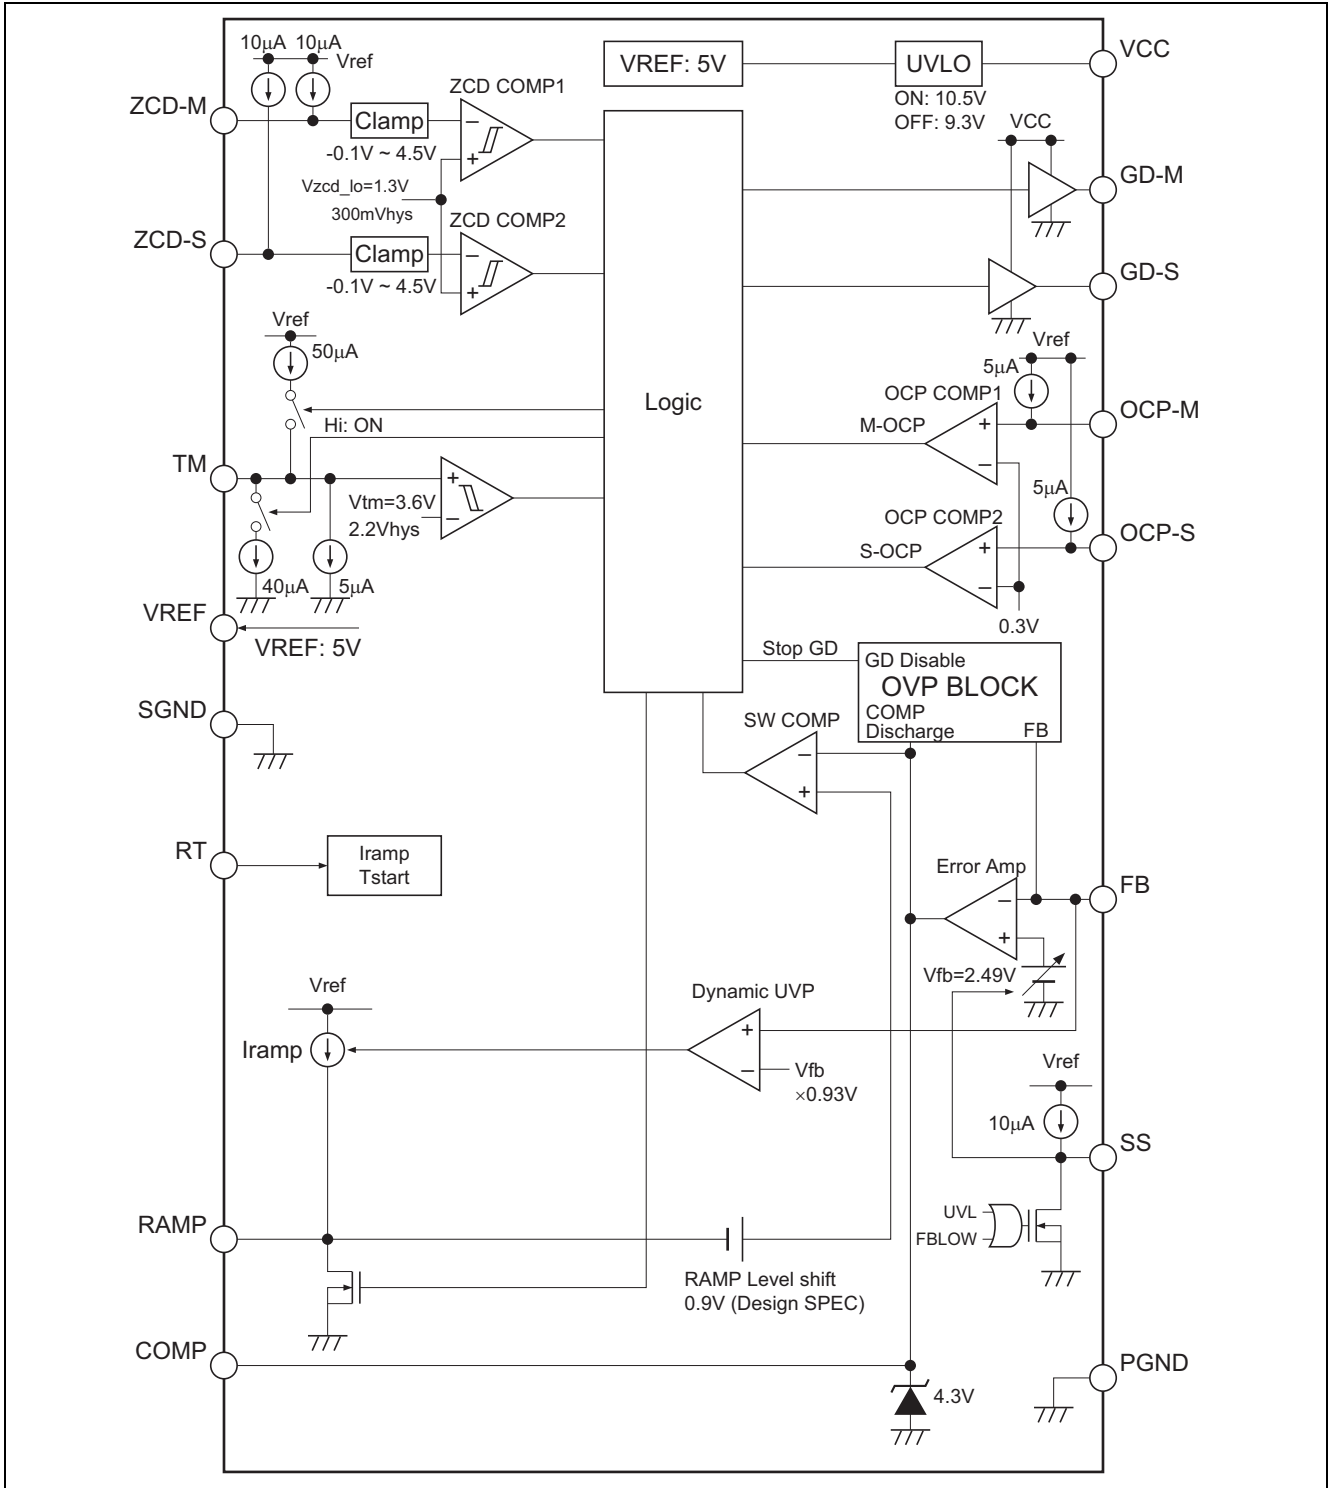 10μA 10μA
Vref
ZCD-M
Clamp
-0.1V ~ 4.5V
ZCD COMP1
−
+
Vzcd_lo=1.3V
300mVhys
ZCD COMP2
ZCD-S
Clamp
-0.1V ~ 4.5V
−
+
Vref
50μA
Hi: ON
TM
Vtm=3.6V
2.2Vhys
+
−
40μA
5μA
VREF
VREF: 5V
SGND
RT
Iramp
Tstart
Vref
Iramp
RAMP
COMP
VREF: 5V
UVLO
ON: 10.5V
OFF: 9.3V
VCC
VCC
GD-M
GD-S
Logic
Vref
5μA
OCP COMP1
M-OCP
+
−
OCP-M
5μA
OCP COMP2
S-OCP
+
−
OCP-S
0.3V
Stop GD
GD Disable
OVP BLOCK
COMP
Discharge
FB
SW COMP
−
+
Error Amp
−
+
FB
Vfb=2.49V
Dynamic UVP
+
−
Vfb
×0.93V
Vref
10μA
SS
UVL
FBLOW
RAMP Level shift
0.9V (Design SPEC)
4.3V
PGND